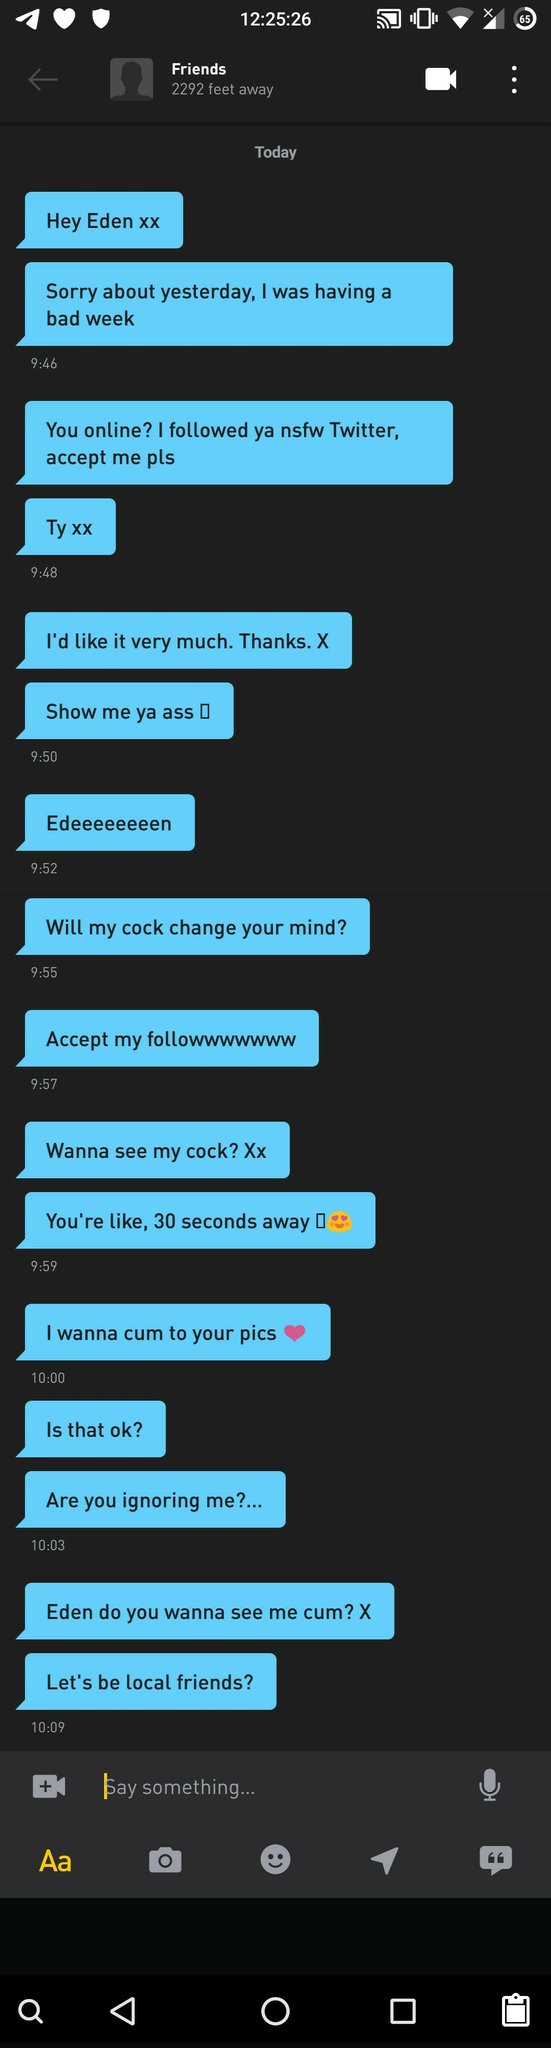 12:25:26
65
Friends
2292 feet away
Today
Hey Eden xx
Sorry about yesterday, I was having a
bad week
9:46
You online? I followed ya nsfw Twitter,
accept me pls
Ty xx
9:48
I'd like it very much. Thanks. X
Show me ya ass
9:50
Edeeeeeeeen
9:52
Will my cock change your mind?
9:55
Accept my followwwwwww
9:57
Wanna see my cock? Xx
You're like, 30 seconds away 😍
9:59
I wanna cum to your pics ❤
10:00
Is that ok?
Are you ignoring me?...
10:03
Eden do you wanna see me cum? X
Let's be local friends?
10:09
Say something...
Aa